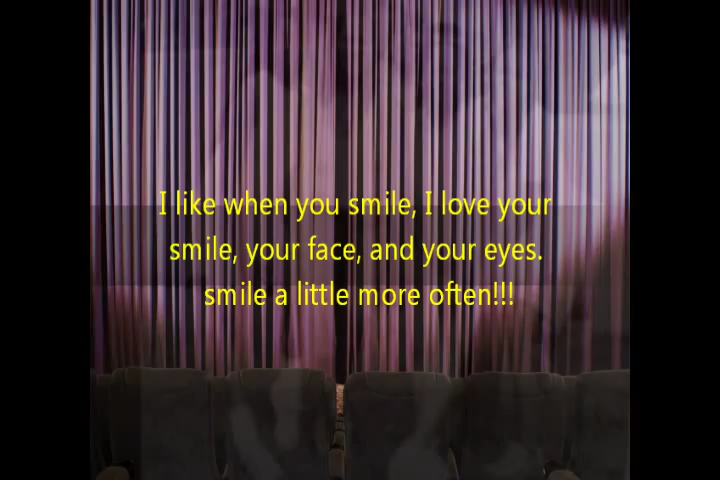 I like when you smile, I love your
smile, your face, and your eyes.
smile a little more often!!!